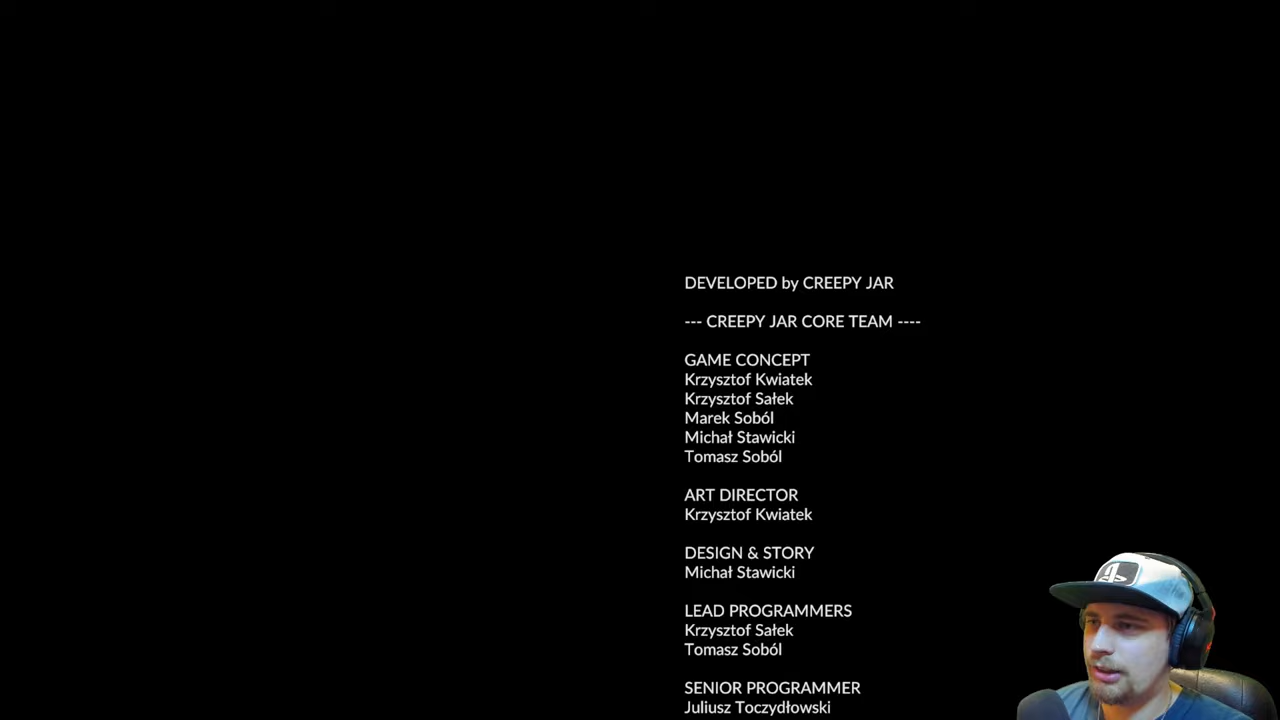 DEVELOPED by CREEPY JAR
--- CREEPY JAR CORE TEAM ----
GAME CONCEPT
Krzysztof Kwiatek
Krzysztof Sałek
Marek Soból
Michał Stawicki
Tomasz Soból
ART DIRECTOR
Krzysztof Kwiatek
DESIGN & STORY
Michał Stawicki
LEAD PROGRAMMERS
Krzysztof Sałek
Tomasz Soból
SENIOR PROGRAMMER
Juliusz Toczydłowski